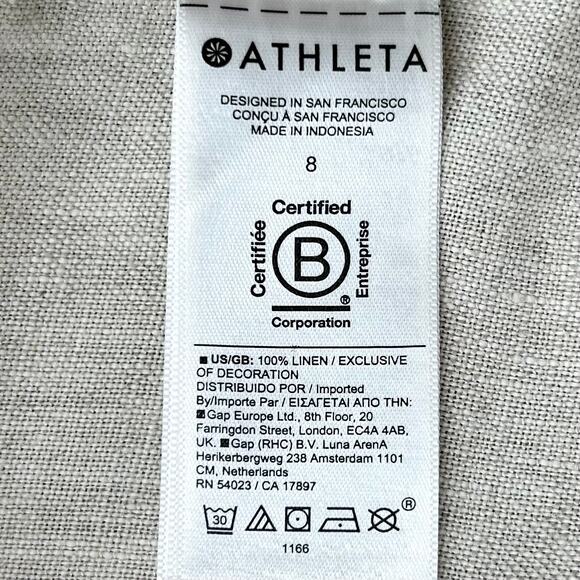 ATHLETA
DESIGNED IN SAN FRANCISCO
CONÇU À SAN FRANCISCO
MADE IN INDONESIA
8
Certified
Certifiée
B
Entreprise
®
Corporation
US/GB: 100% LINEN / EXCLUSIVE
OF DECORATION
DISTRIBUIDO POR / Imported
By/Importe Par / ΕΙΣΑΓΕΤΑΙ ΑΠΟ ΤΗΝ:
Gap Europe Ltd., 8th Floor, 20
Farringdon Street, London, EC4A 4AB,
UK. Gap (RHC) B.V. Luna ArenA
Herikerbergweg 238 Amsterdam 1101
CM, Netherlands
RN 54023 / CA 17897
30
®
1166